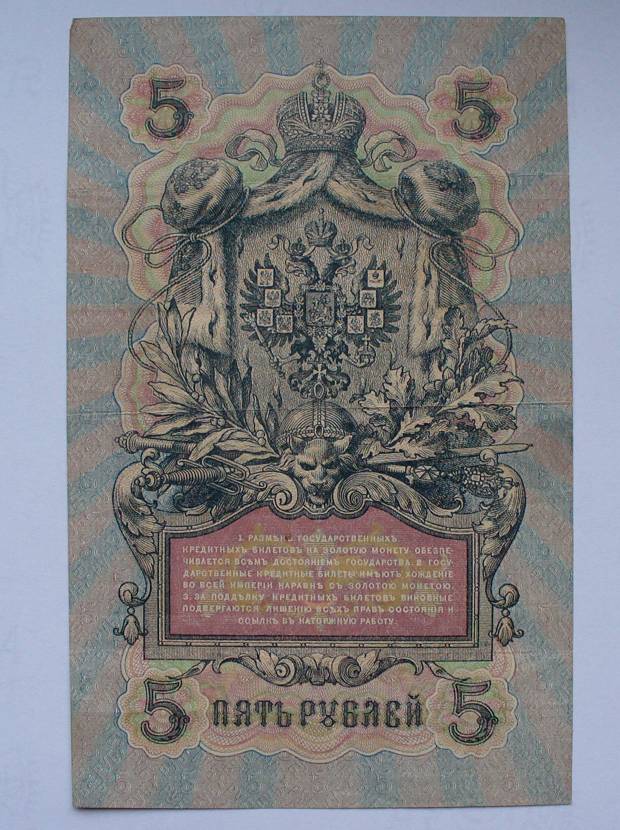 5 5
1. РАЗМѢНЪ ГОСУДАРСТВЕННЫХЪ
КРЕДИТНЫХЪ БИЛЕТОВЪ НА ЗОЛОТУЮ МОНЕТУ ОБЕЗПЕ-
ЧИВАЕТСЯ ВСѢМЪ ДОСТОЯНІЕМЪ ГОСУДАРСТВА. 2. ГОСУ-
ДАРСТВЕННЫЕ КРЕДИТНЫЕ БИЛЕТЫ ИМѢЮТЪ ХОЖДЕНІЕ
ВО ВСЕЙ ИМПЕРІИ НАРАВНѢ СЪ ЗОЛОТОЮ МОНЕТОЮ.
3. ЗА ПОДДѢЛКУ КРЕДИТНЫХЪ БИЛЕТОВЪ ВИНОВНЫЕ
ПОДВЕРГАЮТСЯ ЛИШЕНІЮ ВСѢХЪ ПРАВЪ СОСТОЯНІЯ И
ССЫЛКѢ ВЪ КАТОРЖНУЮ РАБОТУ.
5 ПЯТЬ РУБЛЕЙ 5